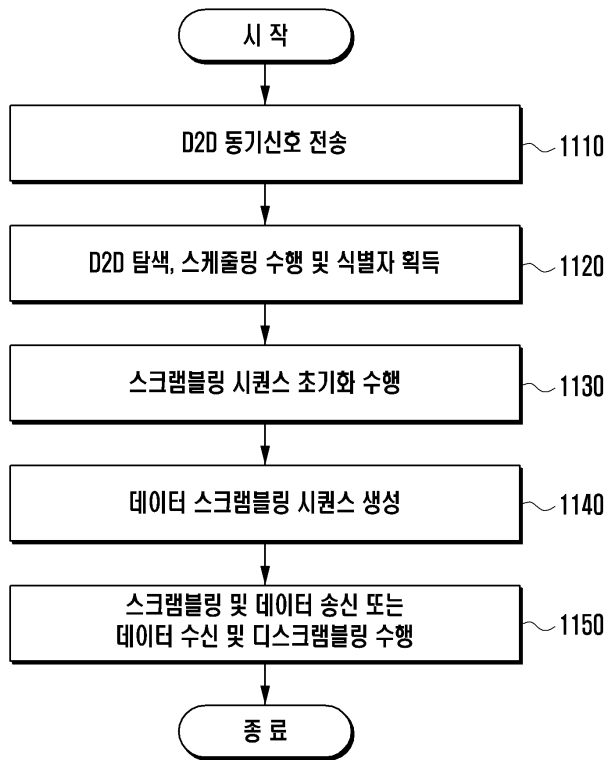 시 작
D2D 동기신호 전송
1110
D2D 탐색, 스케줄링 수행 및 식별자 획득
1120
스크램블링 시퀀스 초기화 수행
1130
데이터 스크램블링 시퀀스 생성
1140
스크램블링 및 데이터 송신 또는
데이터 수신 및 디스크램블링 수행
1150
종 료